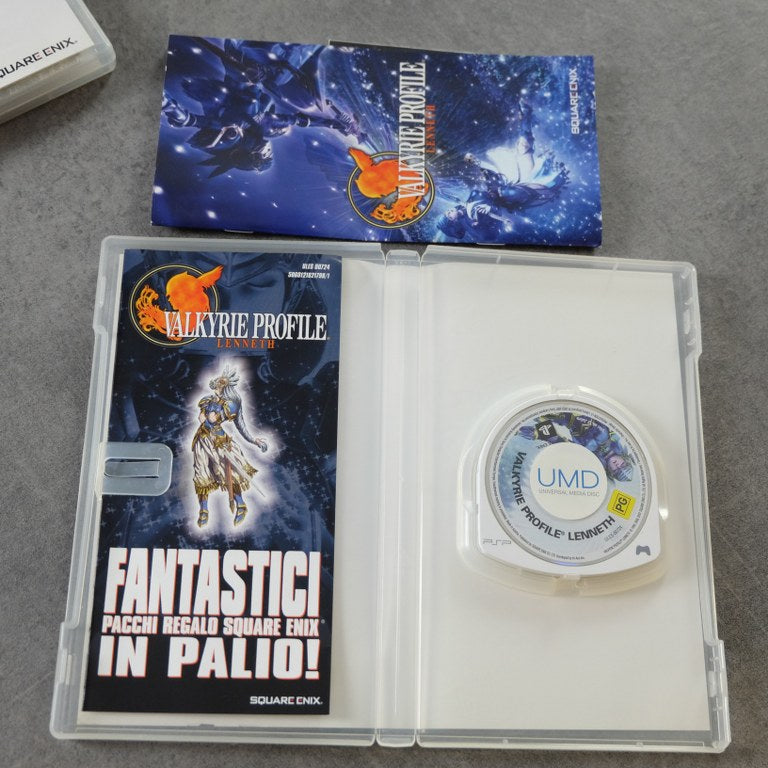 SQUARE ENIX.
VALKYRIE PROFILE
LENNETH
SQUARE ENIX.
ULES 00724
VALKYRIE PROFILE
LENNETH
FANTASTICI
PACCHI REGALO SQUARE ENIX®
IN PALIO!
SQUARE ENIX.
UMD
UNIVERSAL MEDIA DISC
VALKYRIE PROFILE® LENNETH
PG
PSP